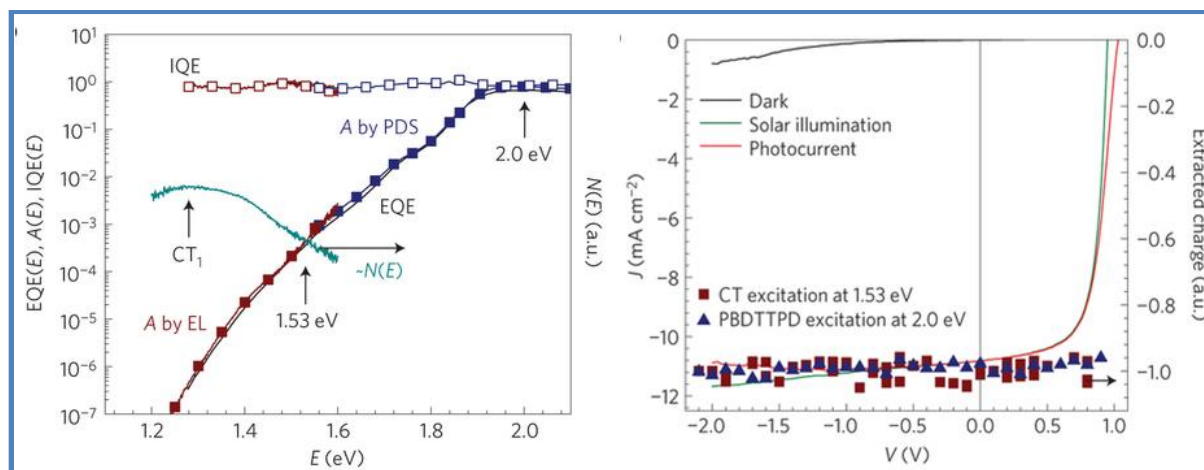 10¹
10⁰
10⁻¹
10⁻²
10⁻³
10⁻⁴
10⁻⁵
10⁻⁶
10⁻⁷
EQE(E), A(E), IQE(E)
IQE
A by PDS
2.0 eV
EQE
CT₁
~N(E)
1.53 eV
A by EL
N(E) (a.u.)
1.2 1.4 1.6 1.8 2.0
E (eV)
J (mA cm⁻²)
0
−2
−4
−6
−8
−10
−12
Dark
Solar illumination
Photocurrent
CT excitation at 1.53 eV
PBDTTPD excitation at 2.0 eV
0.0
−0.2
−0.4
−0.6
−0.8
−1.0
Extracted charge (a.u.)
−2.0 −1.5 −1.0 −0.5 0.0 0.5 1.0
V (V)